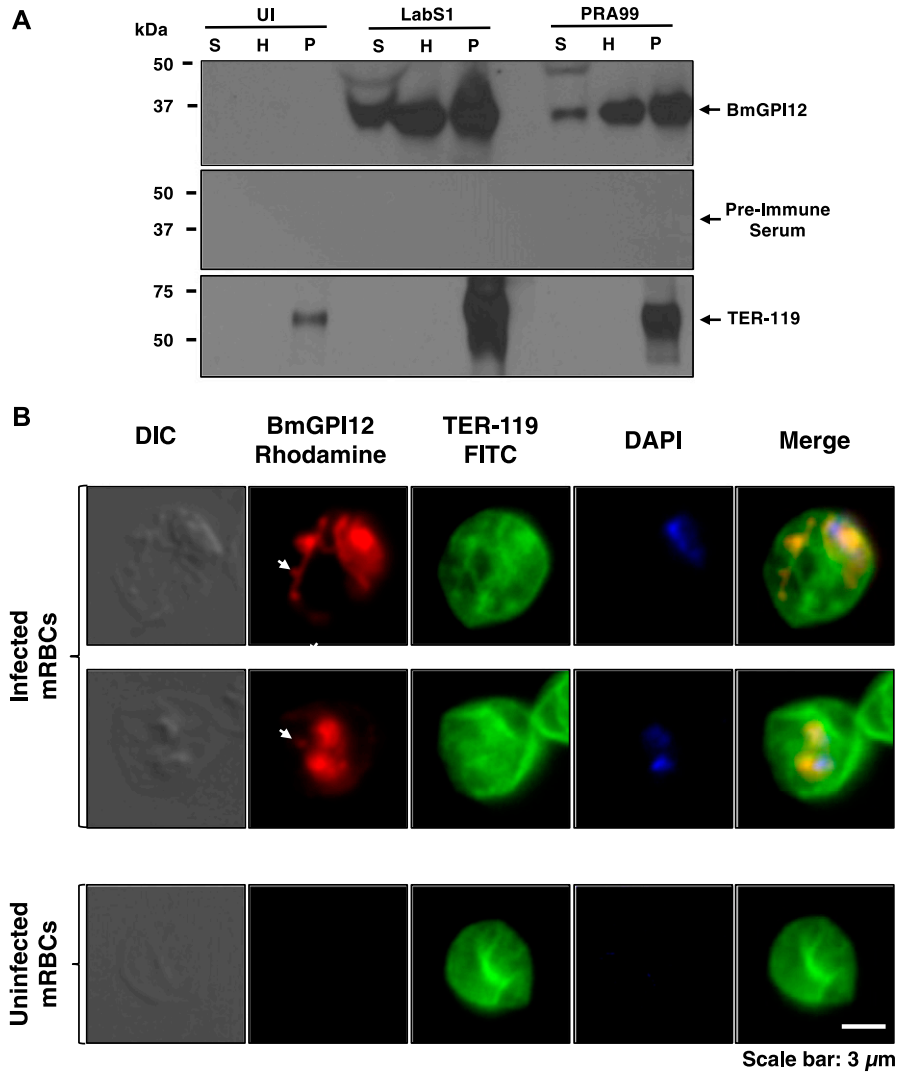 A
kDa
UI LabS1 PRA99
S H P S H P S H P
50
37
BmGPI12
50
37
Pre-Immune
Serum
75
50
TER-119
B
DIC
BmGPI12
Rhodamine
TER-119
FITC
DAPI
Merge
Infected
mRBCs
Uninfected
mRBCs
Scale bar: 3 µm